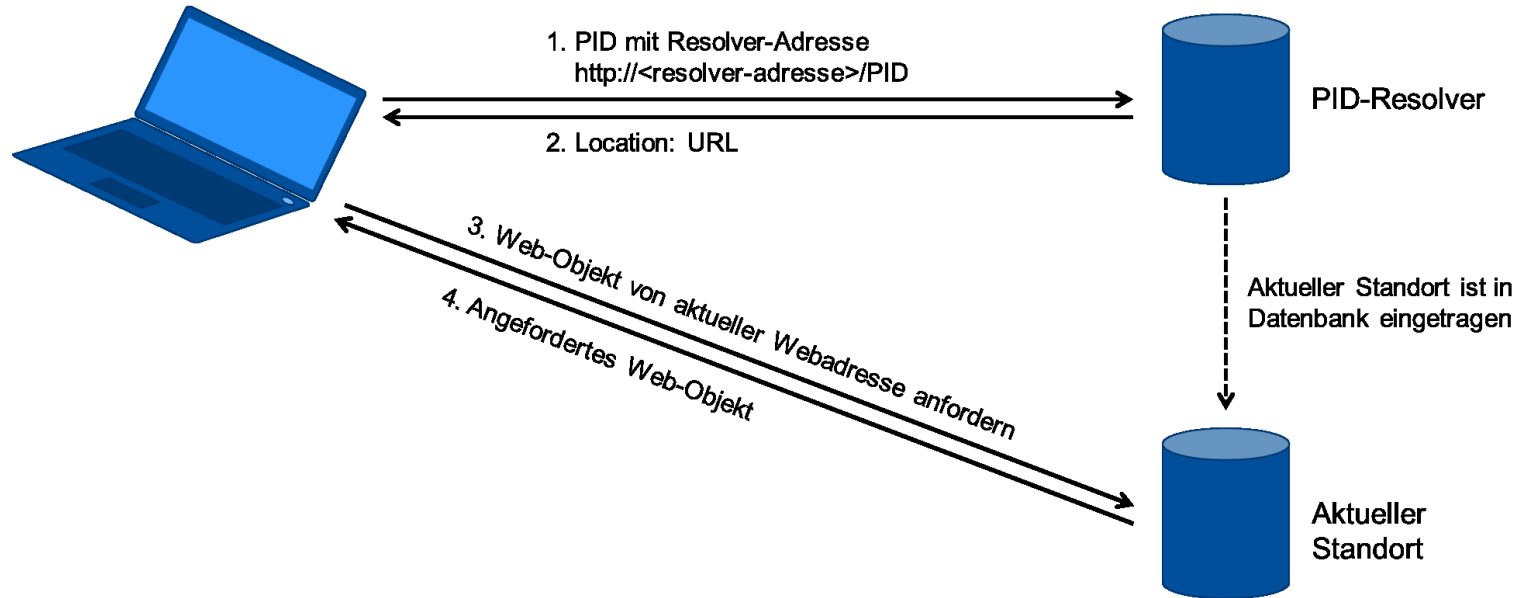 1. PID mit Resolver-Adresse
http://<resolver-adresse>/PID
PID-Resolver
2. Location: URL
3. Web-Objekt von aktueller Webadresse anfordern
4. Angefordertes Web-Objekt
Aktueller Standort ist in
Datenbank eingetragen
Aktueller
Standort